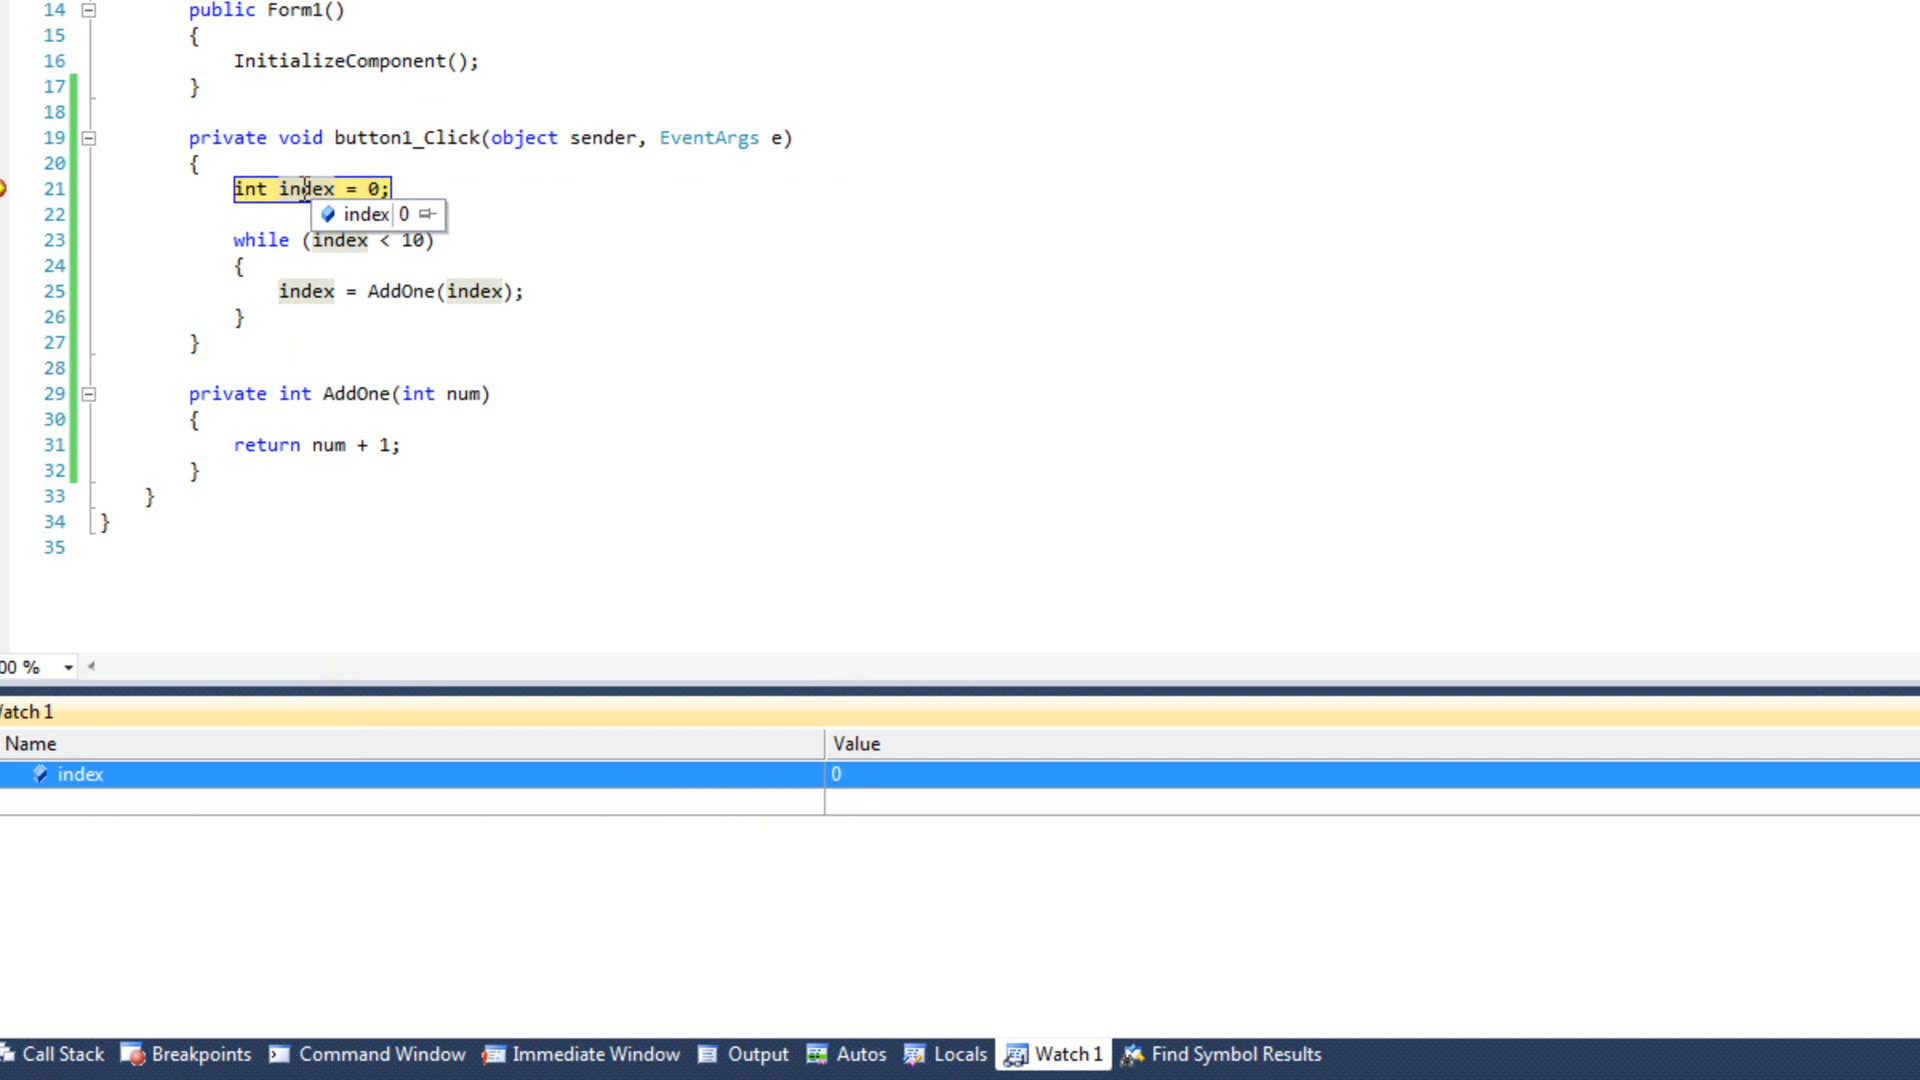 14 public Form1()
15 {
16 InitializeComponent();
17 }
18
19 private void button1_Click(object sender, EventArgs e)
20 {
21 int index = 0;
22 index 0
23 while (index < 10)
24 {
25 index = AddOne(index);
26 }
27 }
28
29 private int AddOne(int num)
30 {
31 return num + 1;
32 }
33 }
34 }
35
00 %
atch 1
Name Value
index 0
Call Stack Breakpoints Command Window Immediate Window Output Autos Locals Watch 1 Find Symbol Results